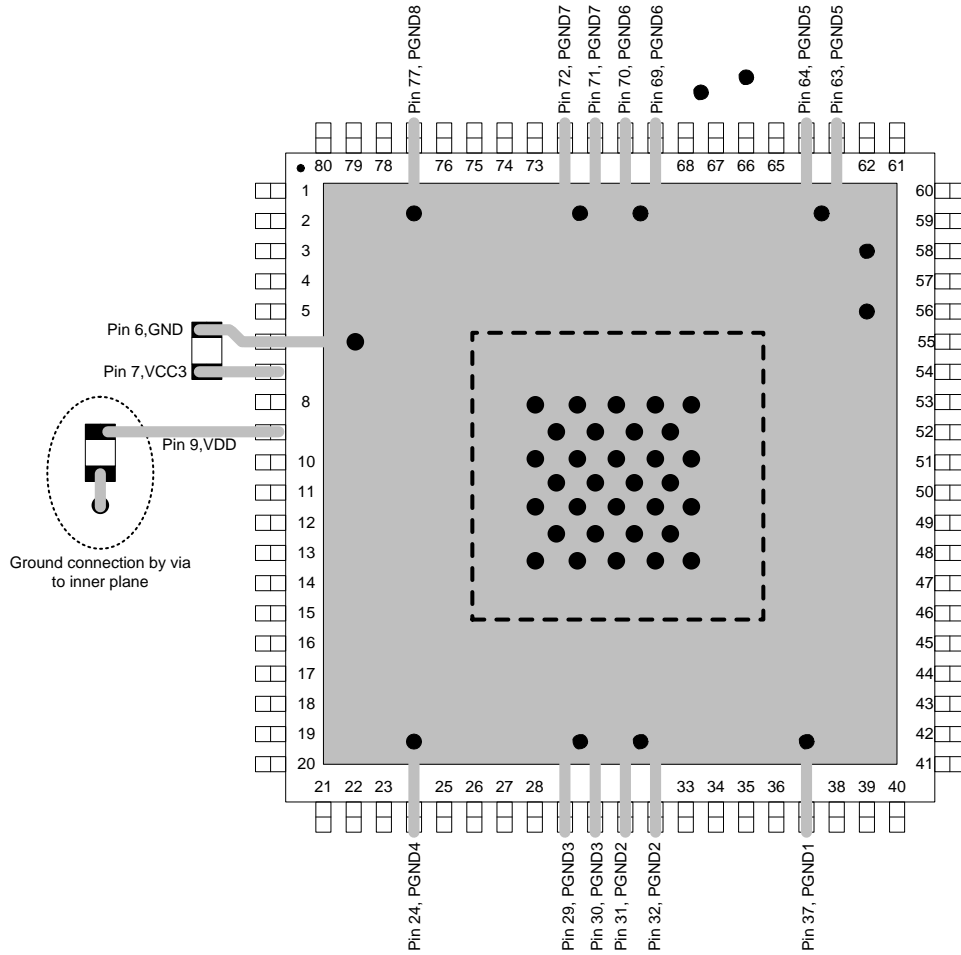 Pin 77, PGND8
Pin 72, PGND7
Pin 71, PGND7
Pin 70, PGND6
Pin 69, PGND6
Pin 64, PGND5
Pin 63, PGND5
80 79 78 76 75 74 73 68 67 66 65 62 61
1 60
2 59
3 58
4 57
5 56
Pin 6,GND 55
Pin 7,VCC3 54
8 53
Pin 9,VDD 52
10 51
11 50
12 49
13 48
Ground connection by via
to inner plane
14 47
15 46
16 45
17 44
18 43
19 42
20 41
21 22 23 25 26 27 28 33 34 35 36 38 39 40
Pin 24, PGND4
Pin 29, PGND3
Pin 30, PGND3
Pin 31, PGND2
Pin 32, PGND2
Pin 37, PGND1